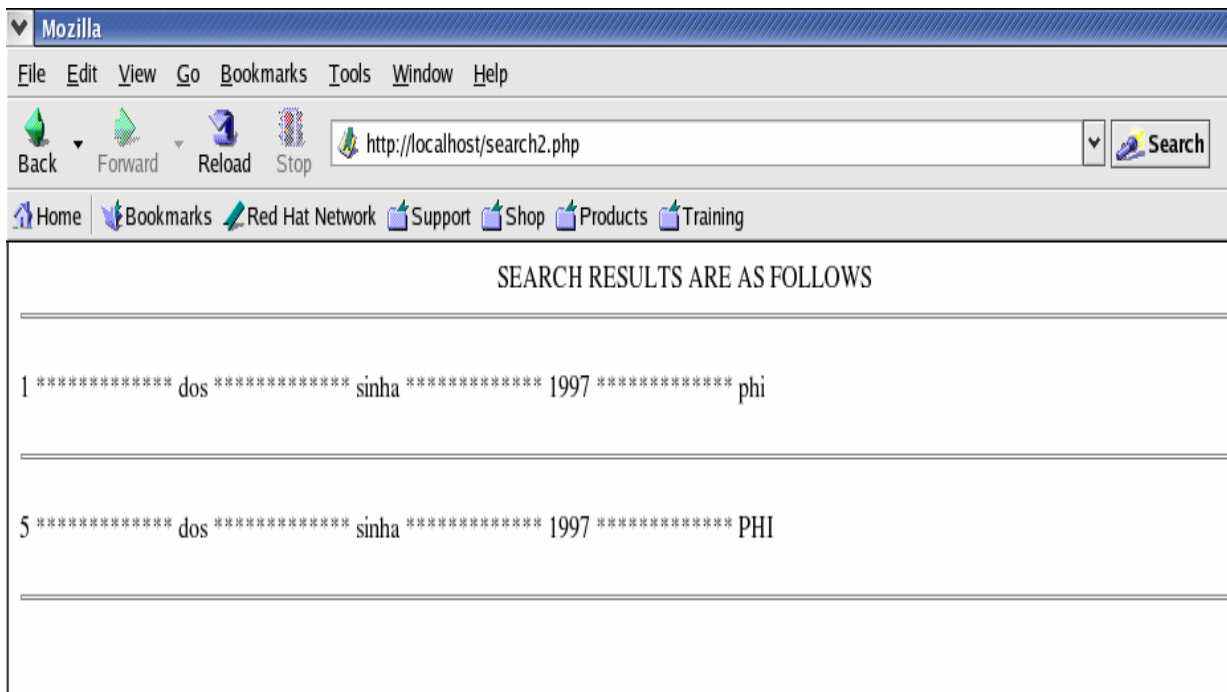 Mozilla
File Edit View Go Bookmarks Tools Window Help
Back Forward Reload Stop http://localhost/search2.php Search
Home Bookmarks Red Hat Network Support Shop Products Training
SEARCH RESULTS ARE AS FOLLOWS
1 ************* dos ************* sinha ************* 1997 ************* phi
5 ************* dos ************* sinha ************* 1997 ************* PHI